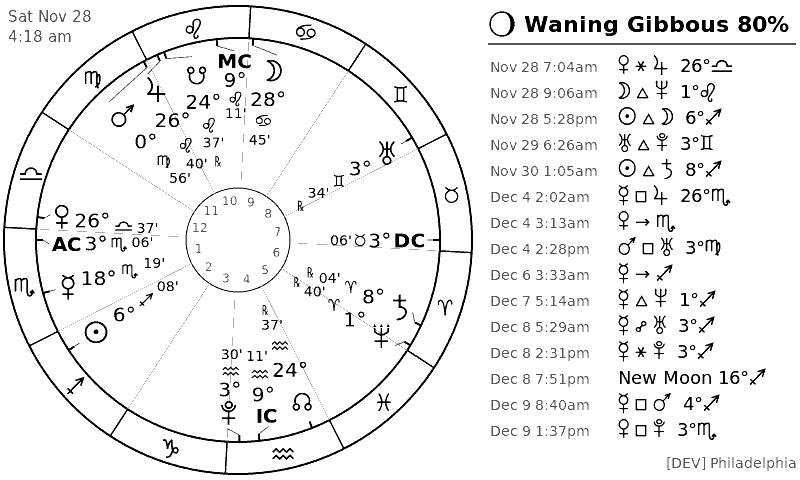 Sat Nov 28
4:18 am
♌ ♋ ♍ ♊ ♎ ♉ ♏ ♈ ♐ ♓ ♑ ♒
MC 9° ♌ 11'
☽ 28° ♋ 45'
☋ 24° ♌ 37' ℞
♃ 26° ♌ 40'
♂ 0° ♍ 56'
♅ 3° ♊ 34' ℞
♀ 26° ♎ 37'
AC 3° ♏ 06'
06' ♉ 3° DC
☿ 18° ♏ 19'
☉ 6° ♐ 08'
♄ 8° ♈ 04' ℞
♆ 1° ♈ 40' ℞
☊ 24° ♒ 37' ℞
IC 9° ♒ 11'
♇ 3° ♒ 30'
10 9 11 8 12 7 1 6 2 5 3 4
Waning Gibbous 80%
Nov 28 7:04am ♀ ⚹ ♃ 26°♎
Nov 28 9:06am ☽ △ ♆ 1°♌
Nov 28 5:28pm ☉ △ ☽ 6°♐
Nov 29 6:26am ♅ △ ♇ 3°♊
Nov 30 1:05am ☉ △ ♄ 8°♐
Dec 4 2:02am ☿ □ ♃ 26°♏
Dec 4 3:13am ♀ → ♏
Dec 4 2:28pm ♂ □ ♅ 3°♍
Dec 6 3:33am ☿ → ♐
Dec 7 5:14am ☿ △ ♆ 1°♐
Dec 8 5:29am ☿ ☍ ♅ 3°♐
Dec 8 2:31pm ☿ ⚹ ♇ 3°♐
Dec 8 7:51pm New Moon 16°♐
Dec 9 8:40am ☿ □ ♂ 4°♐
Dec 9 1:37pm ♀ □ ♇ 3°♏
[DEV] Philadelphia